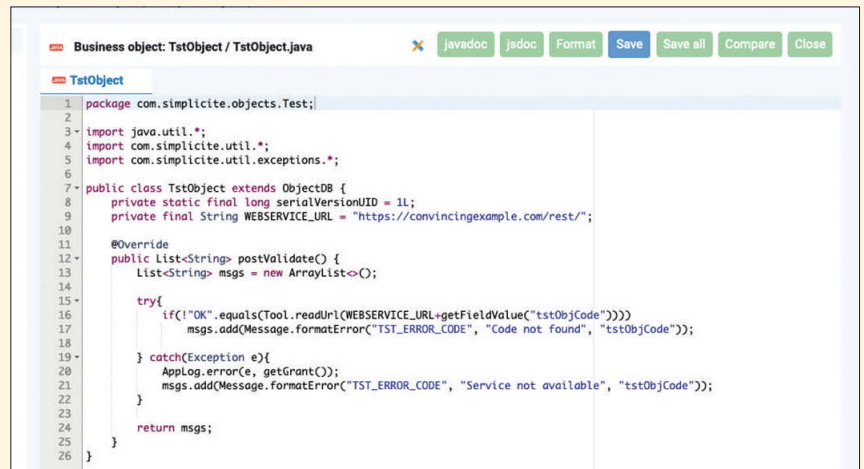 JAVA Business object: TstObject / TstObject.java javadoc jsdoc Format Save Save all Compare Close
JAVA TstObject
1 package com.simplicite.objects.Test;
2
3 import java.util.*;
4 import com.simplicite.util.*;
5 import com.simplicite.util.exceptions.*;
6
7 public class TstObject extends ObjectDB {
8 private static final long serialVersionUID = 1L;
9 private final String WEBSERVICE_URL = "https://convincingexample.com/rest/";
10
11 @Override
12 public List<String> postValidate() {
13 List<String> msgs = new ArrayList<>();
14
15 try{
16 if(!"OK".equals(Tool.readUrl(WEBSERVICE_URL+getFieldValue("tstObjCode"))))
17 msgs.add(Message.formatError("TST_ERROR_CODE", "Code not found", "tstObjCode"));
18
19 } catch(Exception e){
20 AppLog.error(e, getGrant());
21 msgs.add(Message.formatError("TST_ERROR_CODE", "Service not available", "tstObjCode"));
22 }
23
24 return msgs;
25 }
26 }